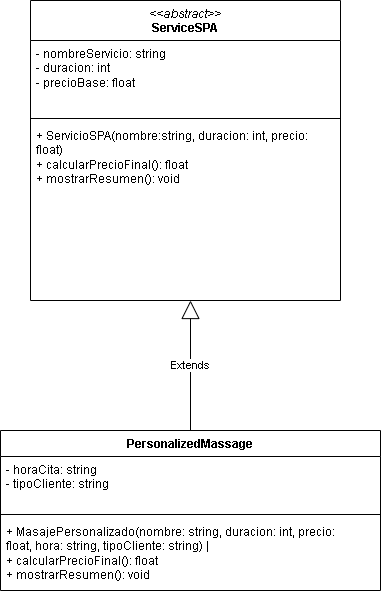 <<abstract>>
ServiceSPA
- nombreServicio: string
- duracion: int
- precioBase: float
+ ServicioSPA(nombre:string, duracion: int, precio:
float)
+ calcularPrecioFinal(): float
+ mostrarResumen(): void
Extends
PersonalizedMassage
- horaCita: string
- tipoCliente: string
+ MasajePersonalizado(nombre: string, duracion: int, precio:
float, hora: string, tipoCliente: string) |
+ calcularPrecioFinal(): float
+ mostrarResumen(): void